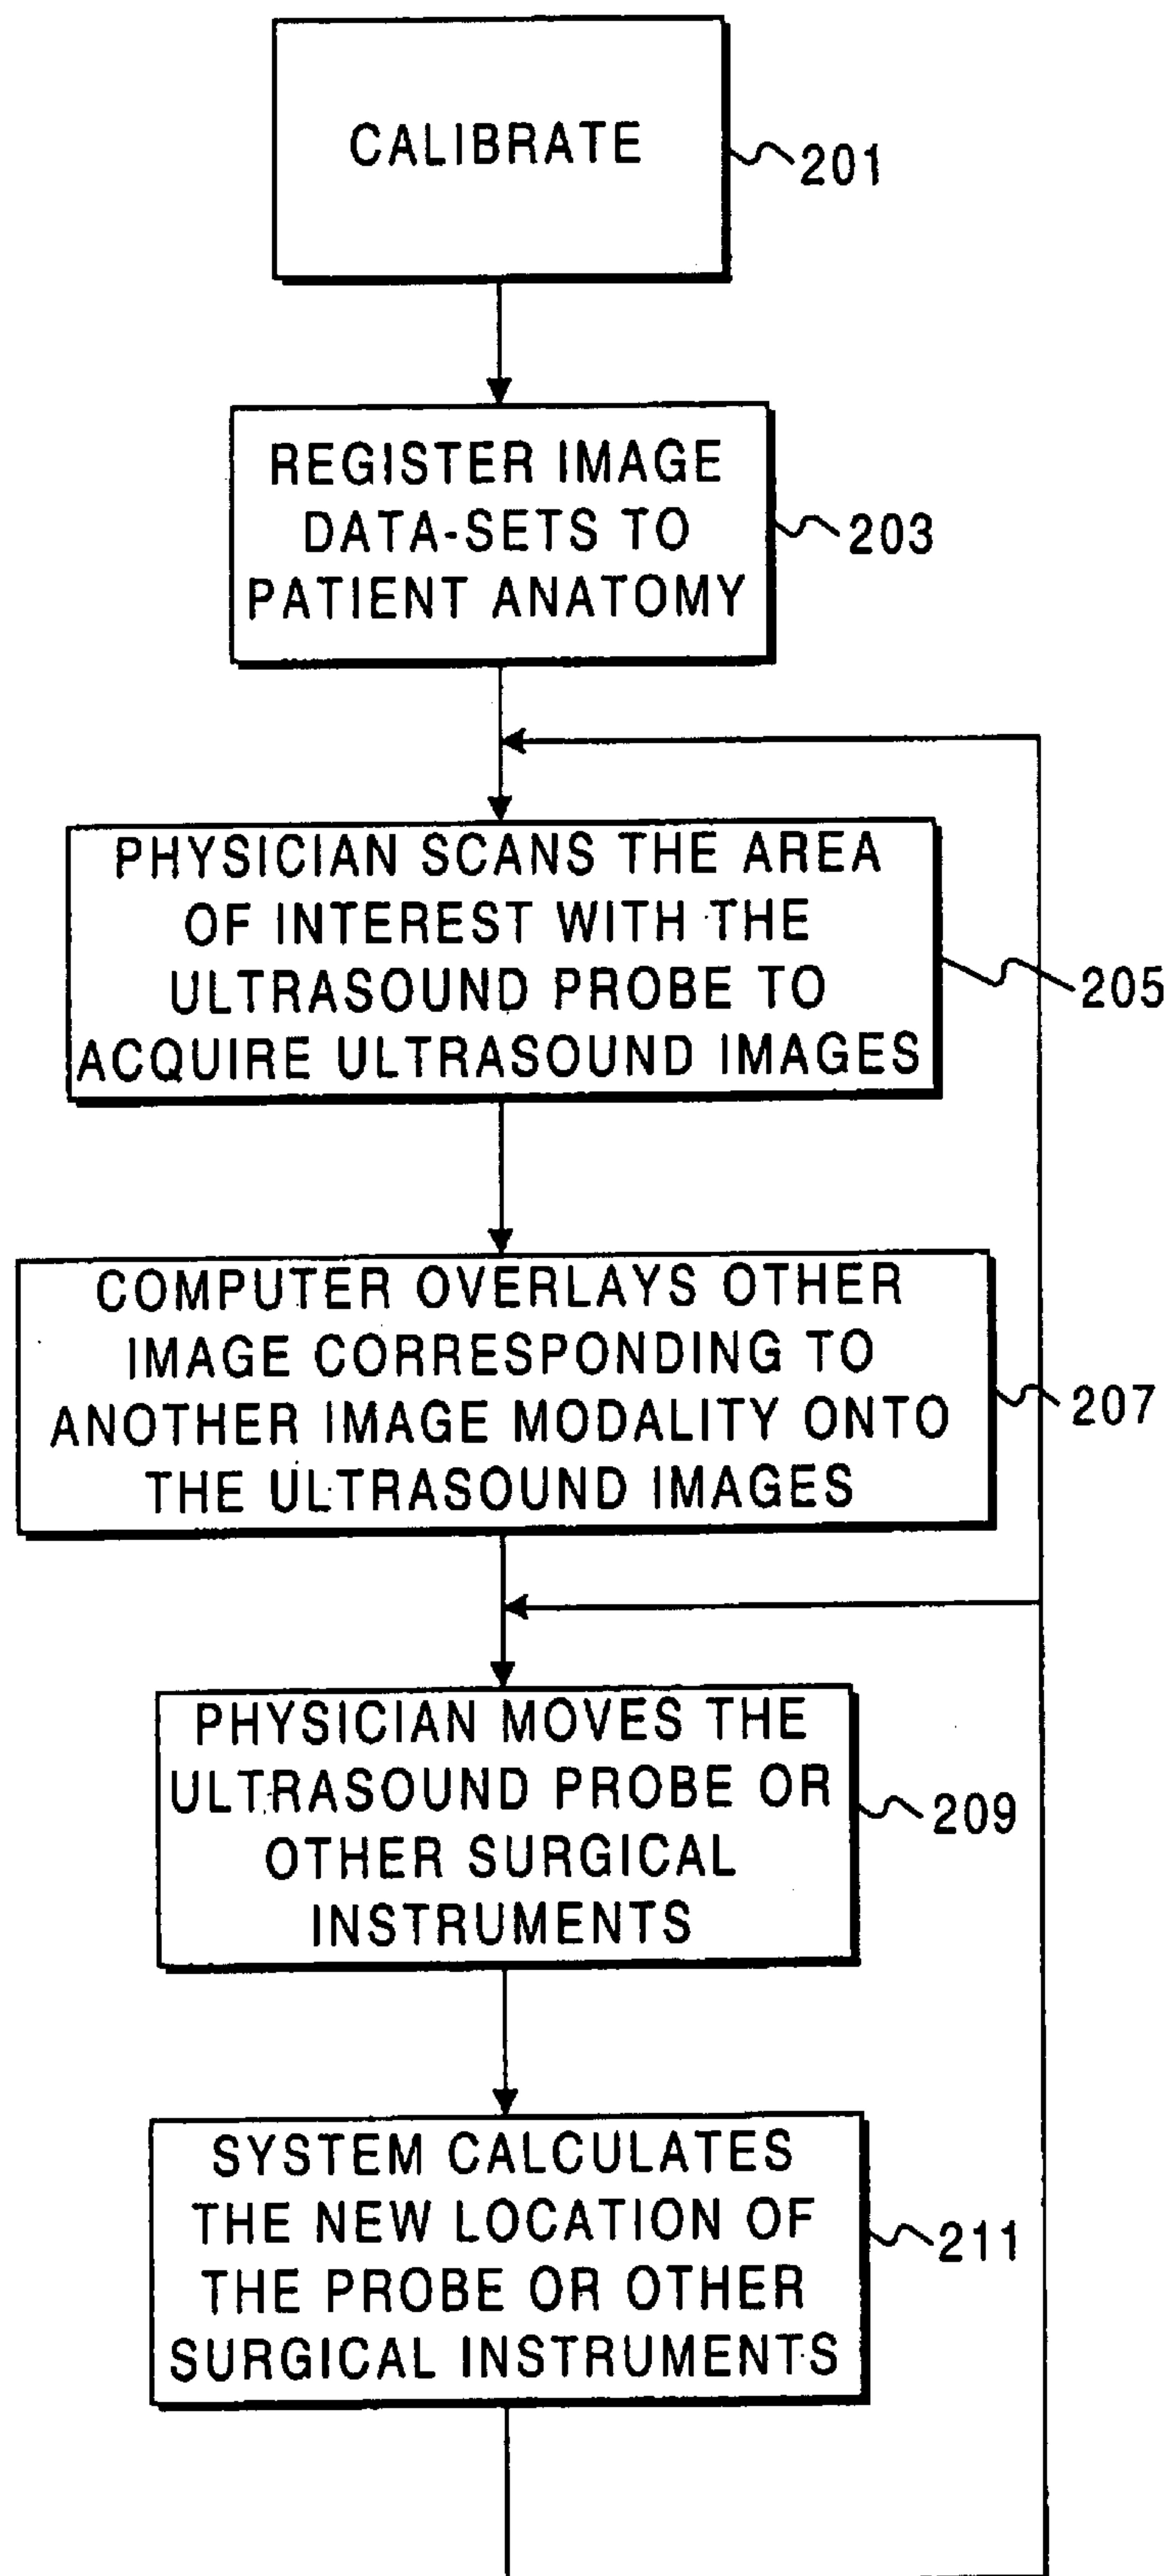 CALIBRATE
201
REGISTER IMAGE
DATA-SETS TO
PATIENT ANATOMY
203
PHYSICIAN SCANS THE AREA
OF INTEREST WITH THE
ULTRASOUND PROBE TO
ACQUIRE ULTRASOUND IMAGES
205
COMPUTER OVERLAYS OTHER
IMAGE CORRESPONDING TO
ANOTHER IMAGE MODALITY ONTO
THE ULTRASOUND IMAGES
207
PHYSICIAN MOVES THE
ULTRASOUND PROBE OR
OTHER SURGICAL
INSTRUMENTS
209
SYSTEM CALCULATES
THE NEW LOCATION OF
THE PROBE OR OTHER
SURGICAL INSTRUMENTS
211